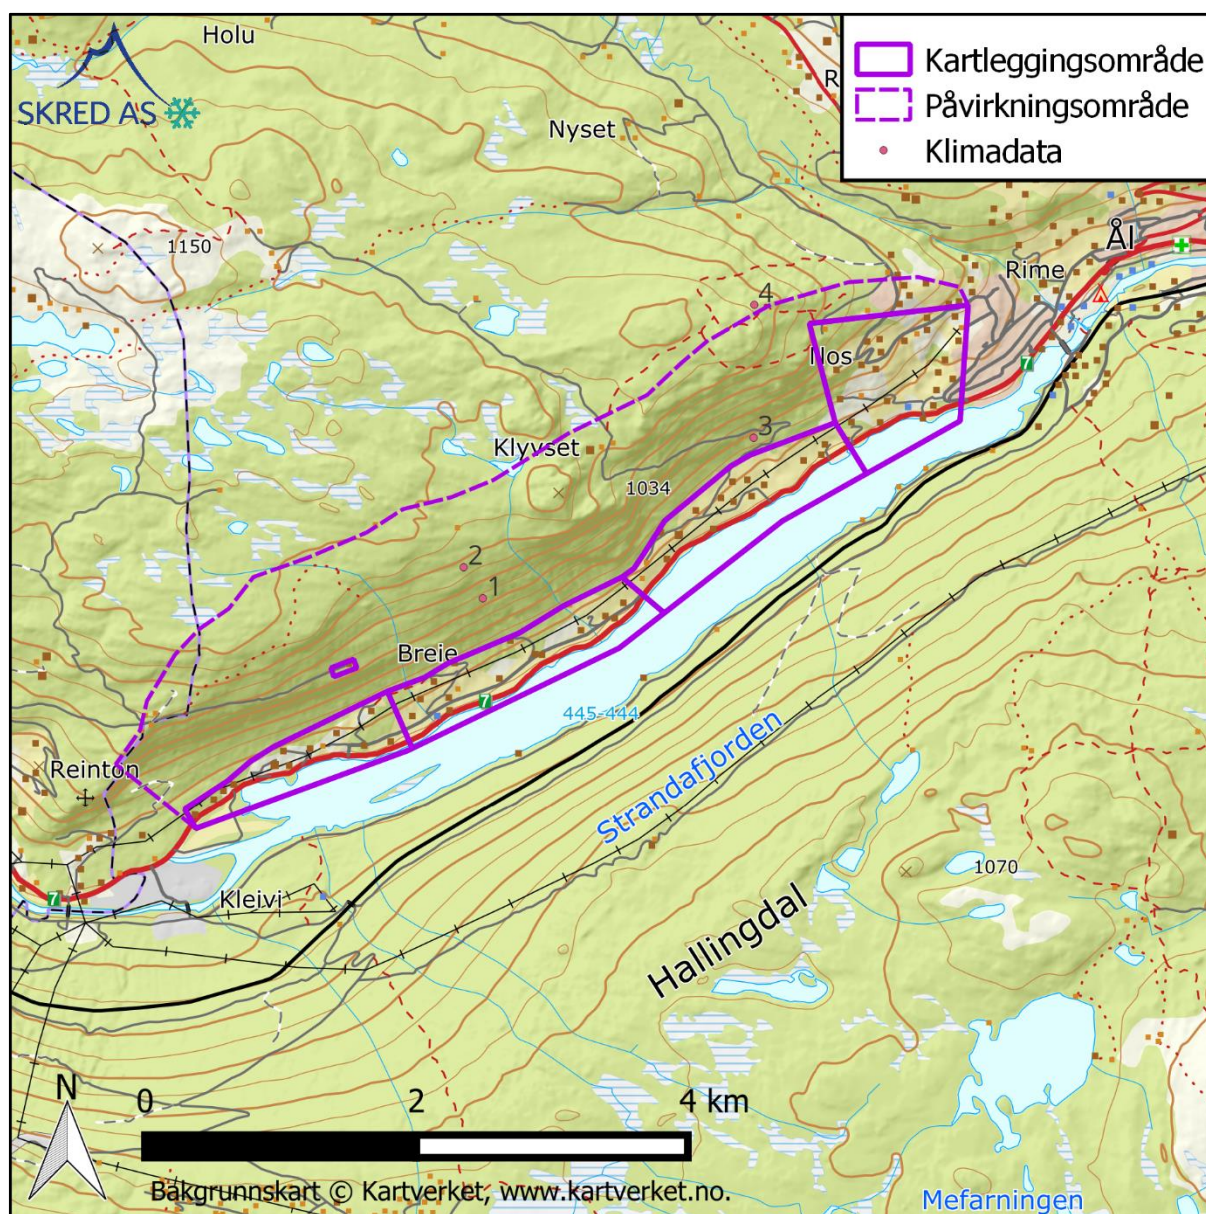 Holu
SKRED AS
Nyset
R
Kartleggingsområde
Påvirkningsområde
Klimadata
1150
Ål
Rime
4
Nos
7
3
Klyvset
1034
2
1
Breie
7
445-444
Reinton
Strandafjorden
1070
Kleivi
7
Hallingdal
N
0 2 4 km
Bakgrunnskart © Kartverket, www.kartverket.no.
Mefarningen